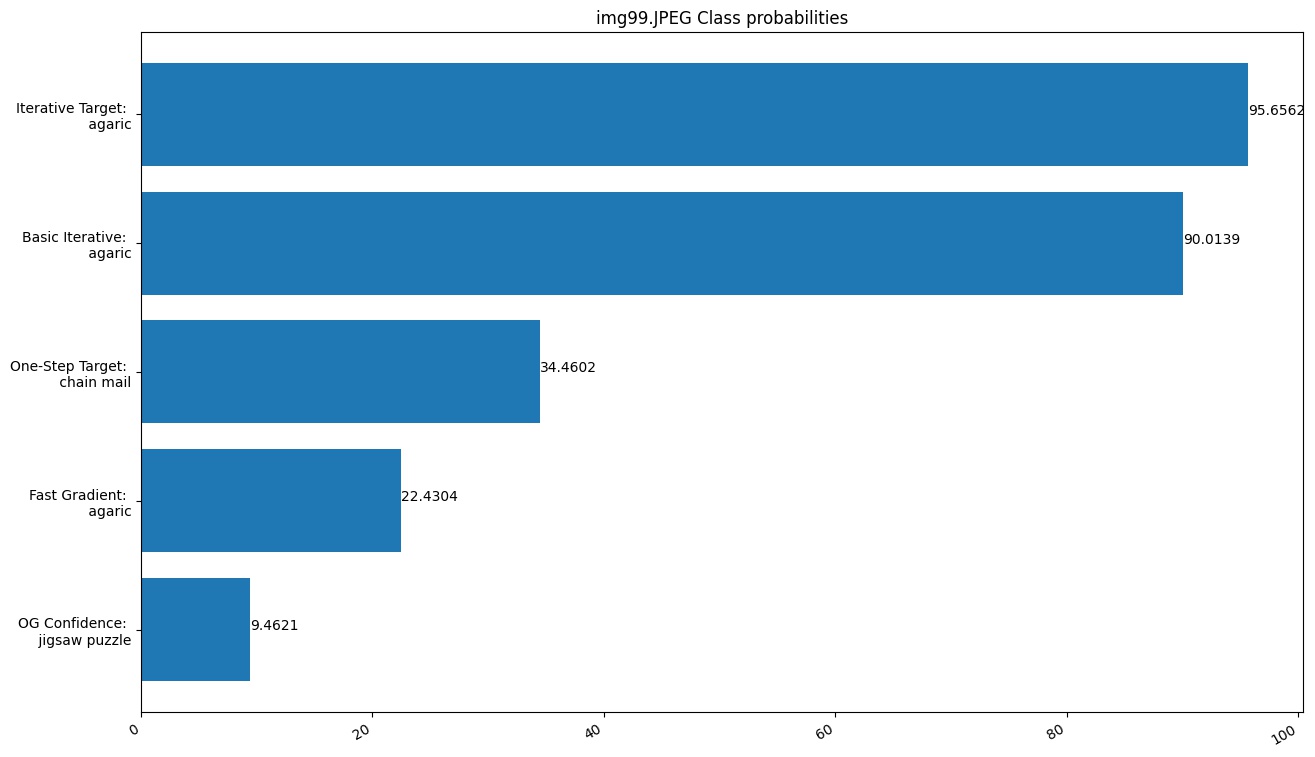 img99.JPEG Class probabilities
Iterative Target:
agaric
95.6562
Basic Iterative:
agaric
90.0139
One-Step Target:
chain mail
34.4602
Fast Gradient:
agaric
22.4304
OG Confidence:
jigsaw puzzle
9.4621
0 20 40 60 80 100